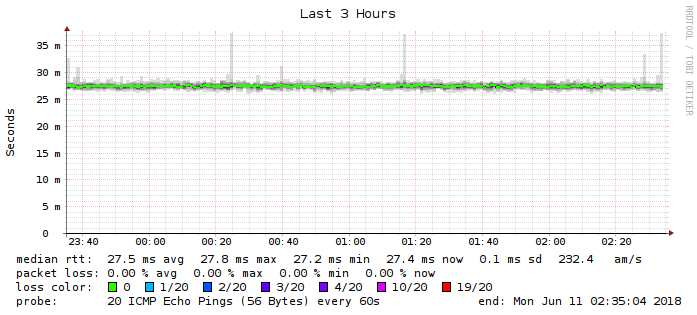 Last 3 Hours
RRDTOOL / TOBI OETIKER
Seconds
35 m
30 m
25 m
20 m
15 m
10 m
5 m
0
23:40 00:00 00:20 00:40 01:00 01:20 01:40 02:00 02:20
median rtt: 27.5 ms avg 27.8 ms max 27.2 ms min 27.4 ms now 0.1 ms sd 232.4 am/s
packet loss: 0.00 % avg 0.00 % max 0.00 % min 0.00 % now
loss color: 0 1/20 2/20 3/20 4/20 10/20 19/20
probe: 20 ICMP Echo Pings (56 Bytes) every 60s end: Mon Jun 11 02:35:04 2018